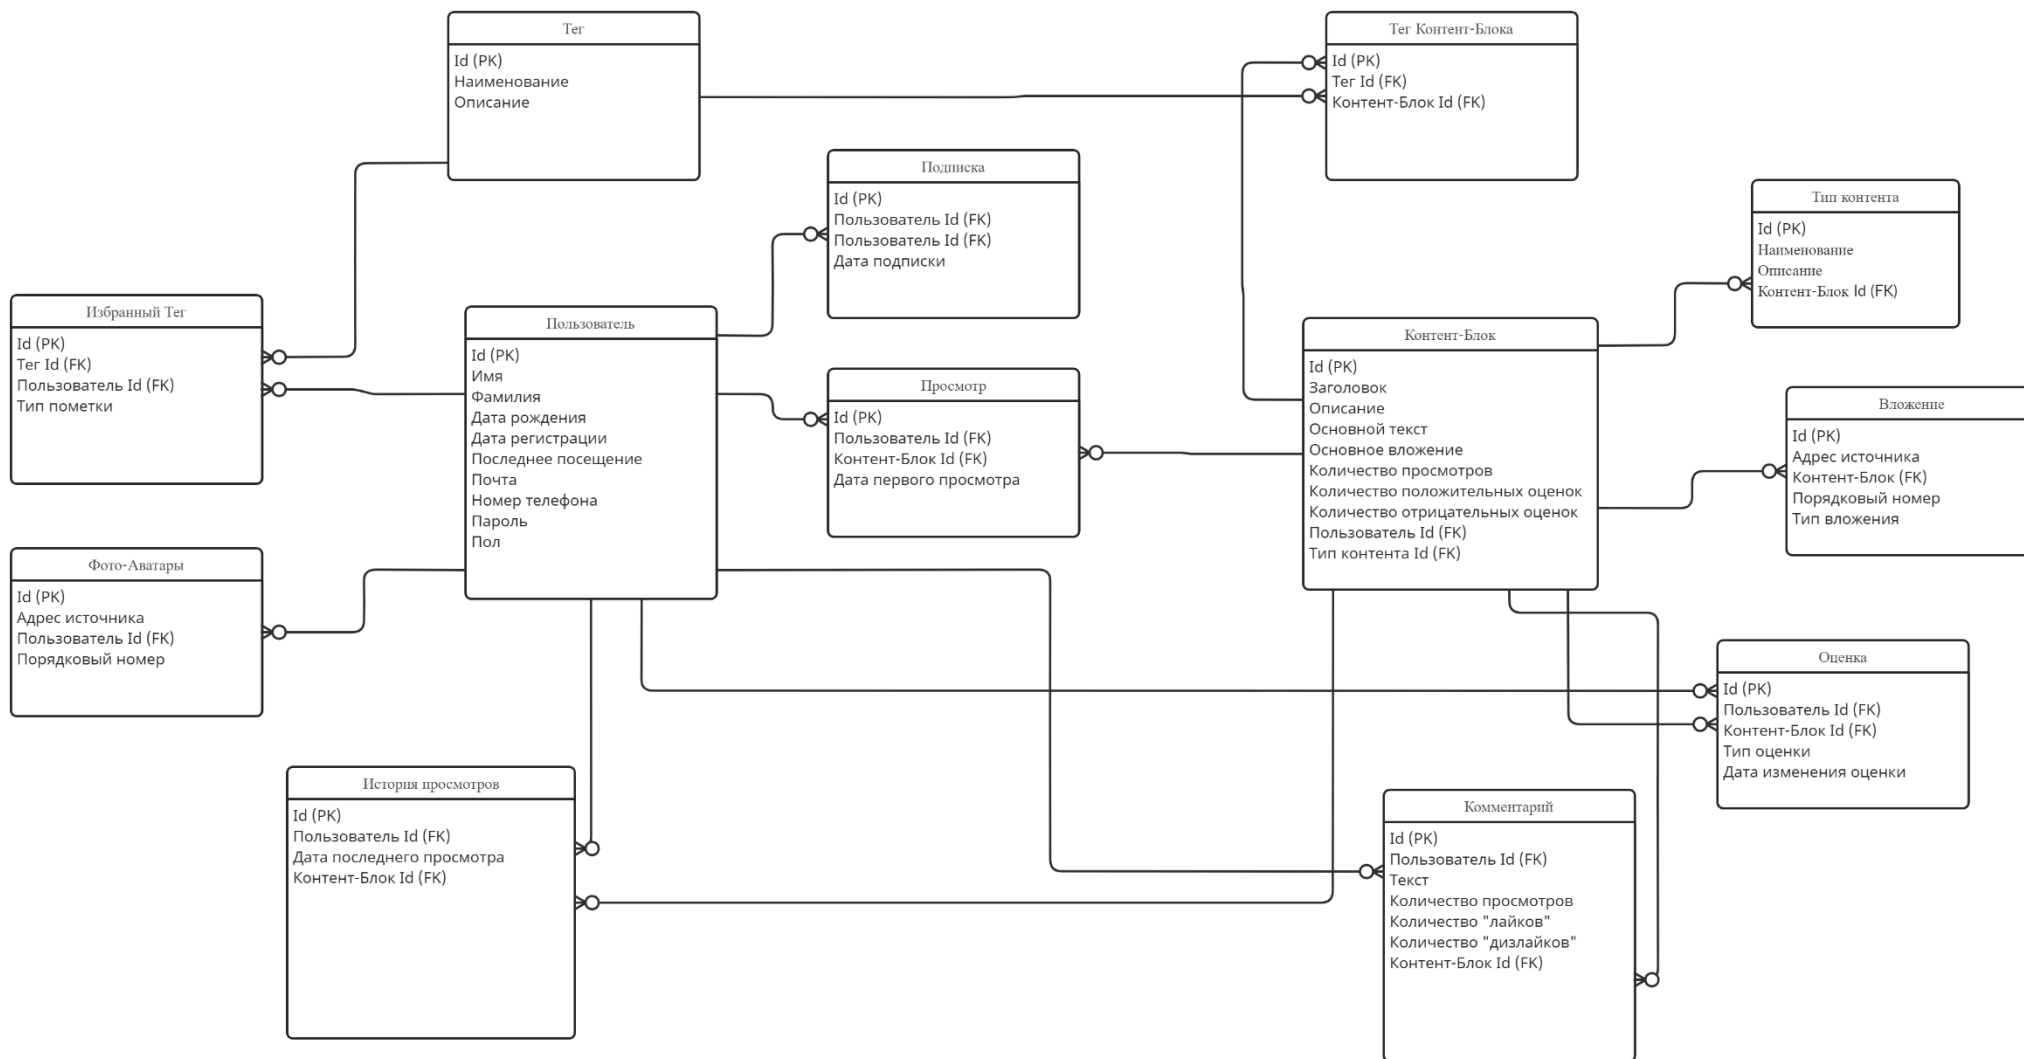 Тег
Id (PK)
Наименование
Описание
Тег Контент-Блока
Id (PK)
Тег Id (FK)
Контент-Блок Id (FK)
Подписка
Id (PK)
Пользователь Id (FK)
Пользователь Id (FK)
Дата подписки
Тип контента
Id (PK)
Наименование
Описание
Контент-Блок Id (FK)
Избранный Тег
Id (PK)
Тег Id (FK)
Пользователь Id (FK)
Тип пометки
Пользователь
Id (PK)
Имя
Фамилия
Дата рождения
Дата регистрации
Последнее посещение
Почта
Номер телефона
Пароль
Пол
Просмотр
Id (PK)
Пользователь Id (FK)
Контент-Блок Id (FK)
Дата первого просмотра
Контент-Блок
Id (PK)
Заголовок
Описание
Основной текст
Основное вложение
Количество просмотров
Количество положительных оценок
Количество отрицательных оценок
Пользователь Id (FK)
Тип контента Id (FK)
Вложение
Id (PK)
Адрес источника
Контент-Блок (FK)
Порядковый номер
Тип вложения
Фото-Аватары
Id (PK)
Адрес источника
Пользователь Id (FK)
Порядковый номер
Оценка
Id (PK)
Пользователь Id (FK)
Контент-Блок Id (FK)
Тип оценки
Дата изменения оценки
История просмотров
Id (PK)
Пользователь Id (FK)
Дата последнего просмотра
Контент-Блок Id (FK)
Комментарий
Id (PK)
Пользователь Id (FK)
Текст
Количество просмотров
Количество "лайков"
Количество "дизлайков"
Контент-Блок Id (FK)